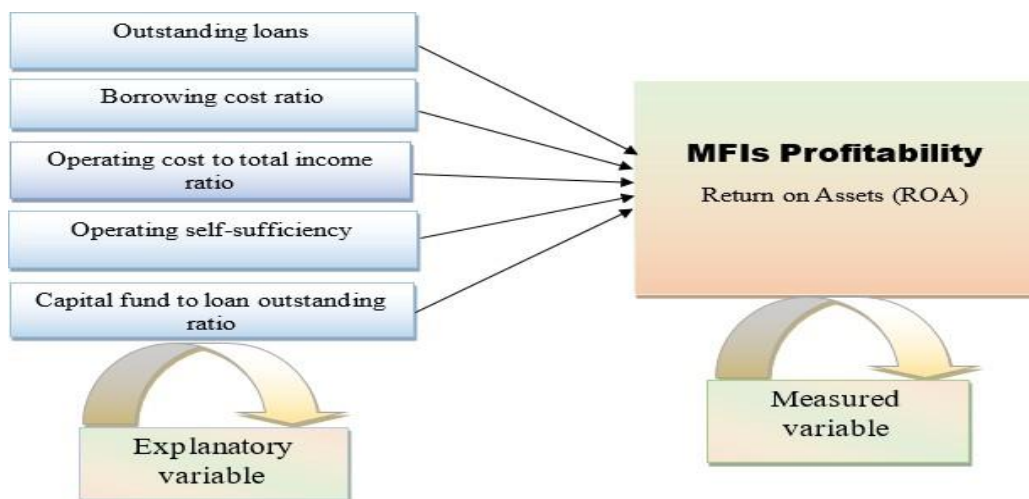 Outstanding loans
Borrowing cost ratio
Operating cost to total income
ratio
Operating self-sufficiency
Capital fund to loan outstanding
ratio
Explanatory
variable
MFIs Profitability
Return on Assets (ROA)
Measured
variable